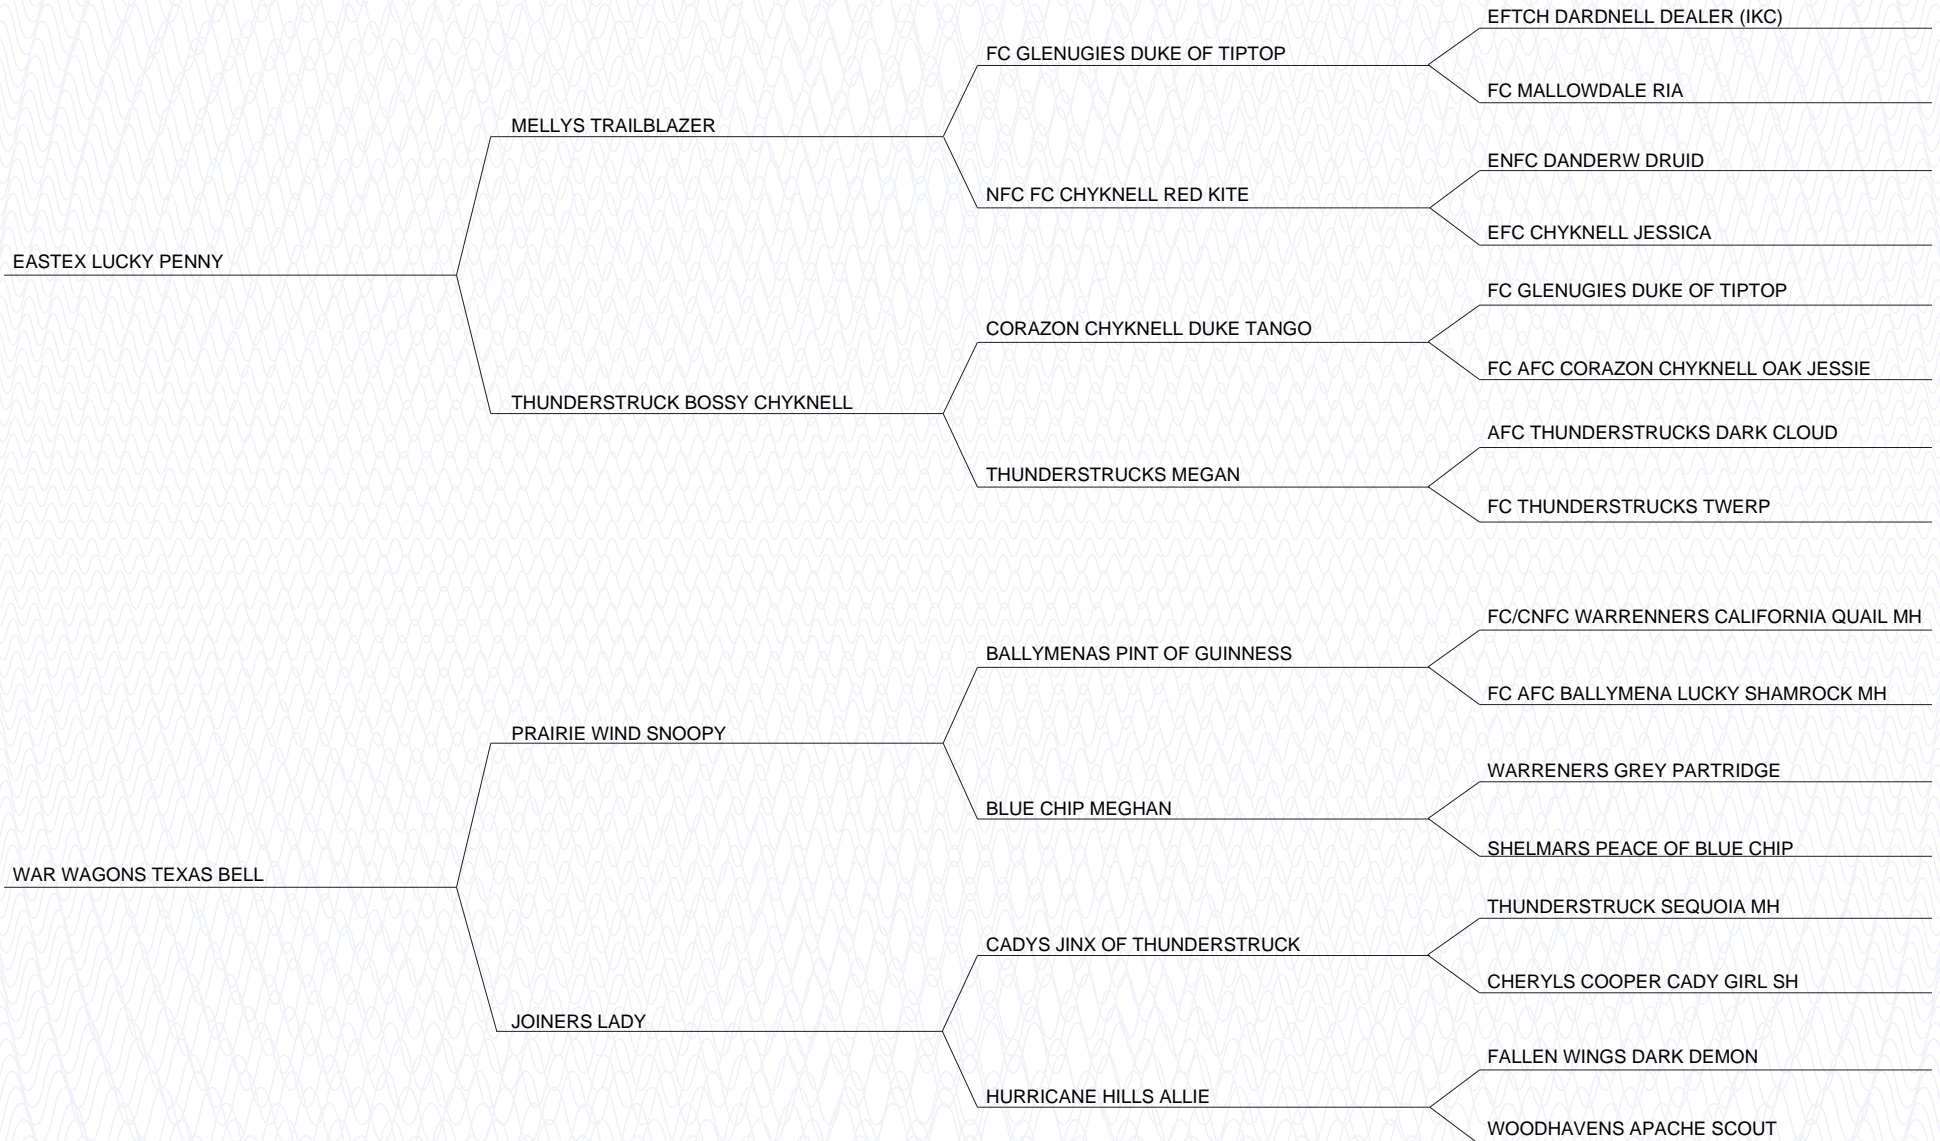 EFTCH DARDNELL DEALER (IKC)
FC GLENUGIES DUKE OF TIPTOP
FC MALLOWDALE RIA
MELLYS TRAILBLAZER
ENFC DANDERW DRUID
NFC FC CHYKNELL RED KITE
EFC CHYKNELL JESSICA
EASTEX LUCKY PENNY
FC GLENUGIES DUKE OF TIPTOP
CORAZON CHYKNELL DUKE TANGO
FC AFC CORAZON CHYKNELL OAK JESSIE
THUNDERSTRUCK BOSSY CHYKNELL
AFC THUNDERSTRUCKS DARK CLOUD
THUNDERSTRUCKS MEGAN
FC THUNDERSTRUCKS TWERP
FC/CNFC WARRENNERS CALIFORNIA QUAIL MH
BALLYMENAS PINT OF GUINNESS
FC AFC BALLYMENA LUCKY SHAMROCK MH
PRAIRIE WIND SNOOPY
WARRENERS GREY PARTRIDGE
BLUE CHIP MEGHAN
SHELMARS PEACE OF BLUE CHIP
WAR WAGONS TEXAS BELL
THUNDERSTRUCK SEQUOIA MH
CADYS JINX OF THUNDERSTRUCK
CHERYLS COOPER CADY GIRL SH
JOINERS LADY
FALLEN WINGS DARK DEMON
HURRICANE HILLS ALLIE
WOODHAVENS APACHE SCOUT